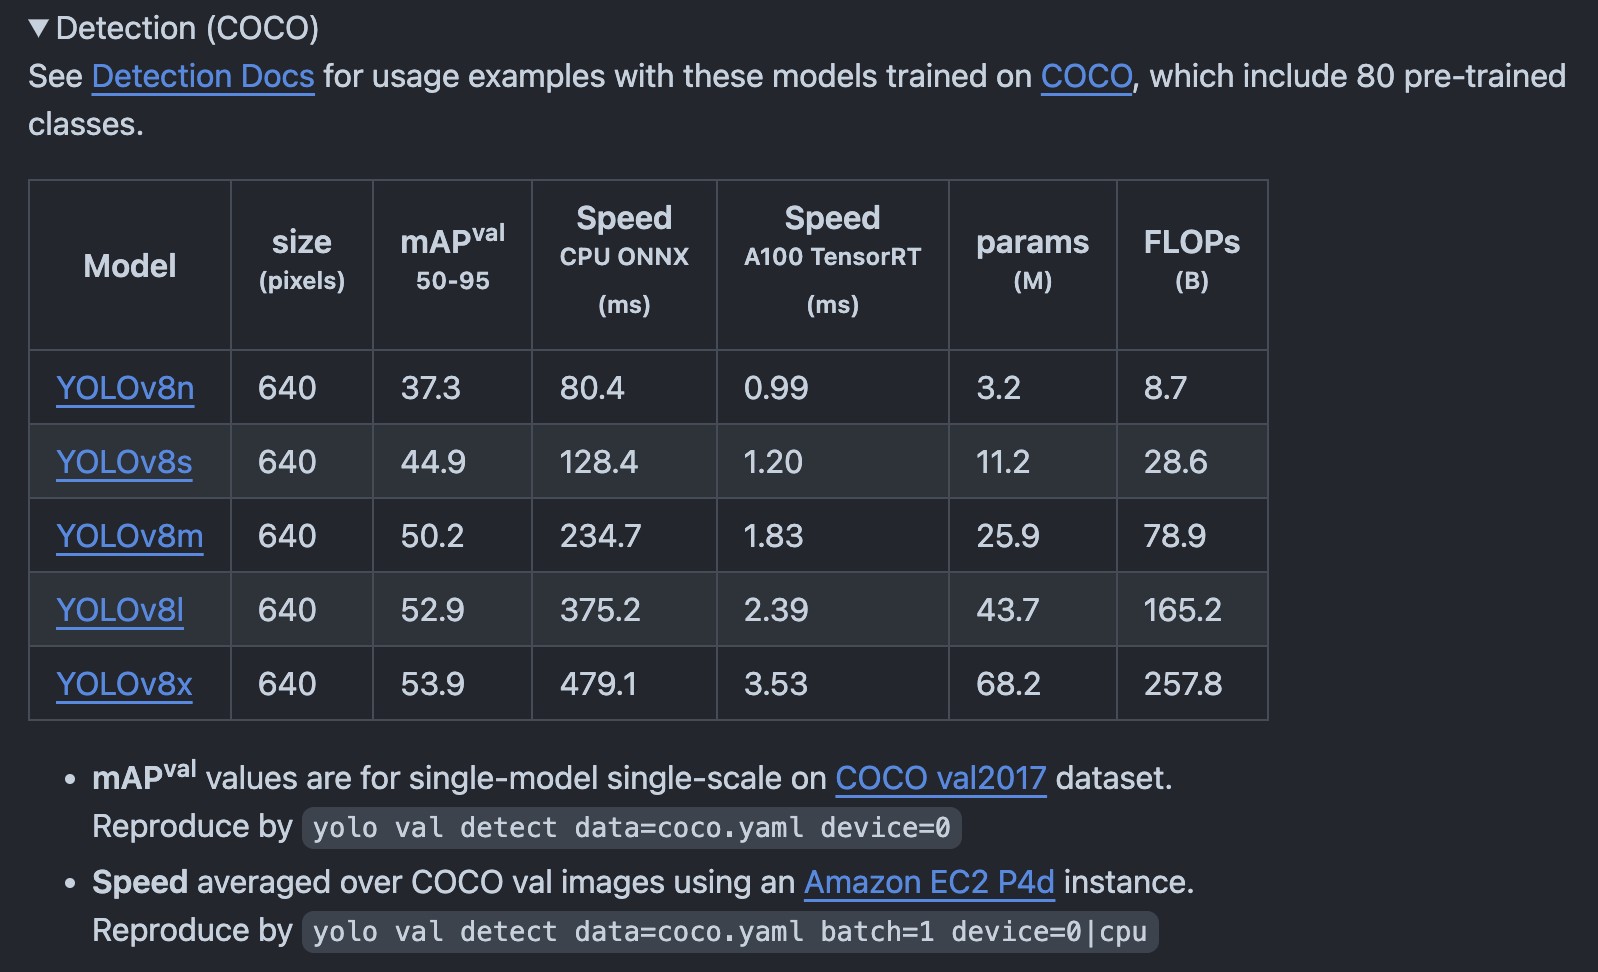 ▼ Detection (COCO)
See Detection Docs for usage examples with these models trained on COCO, which include 80 pre-trained
classes.
Model size (pixels) mAPval 50-95 Speed CPU ONNX (ms) Speed A100 TensorRT (ms) params (M) FLOPs (B)
YOLOv8n 640 37.3 80.4 0.99 3.2 8.7
YOLOv8s 640 44.9 128.4 1.20 11.2 28.6
YOLOv8m 640 50.2 234.7 1.83 25.9 78.9
YOLOv8l 640 52.9 375.2 2.39 43.7 165.2
YOLOv8x 640 53.9 479.1 3.53 68.2 257.8
• mAPval values are for single-model single-scale on COCO val2017 dataset.
Reproduce by yolo val detect data=coco.yaml device=0
• Speed averaged over COCO val images using an Amazon EC2 P4d instance.
Reproduce by yolo val detect data=coco.yaml batch=1 device=0|cpu